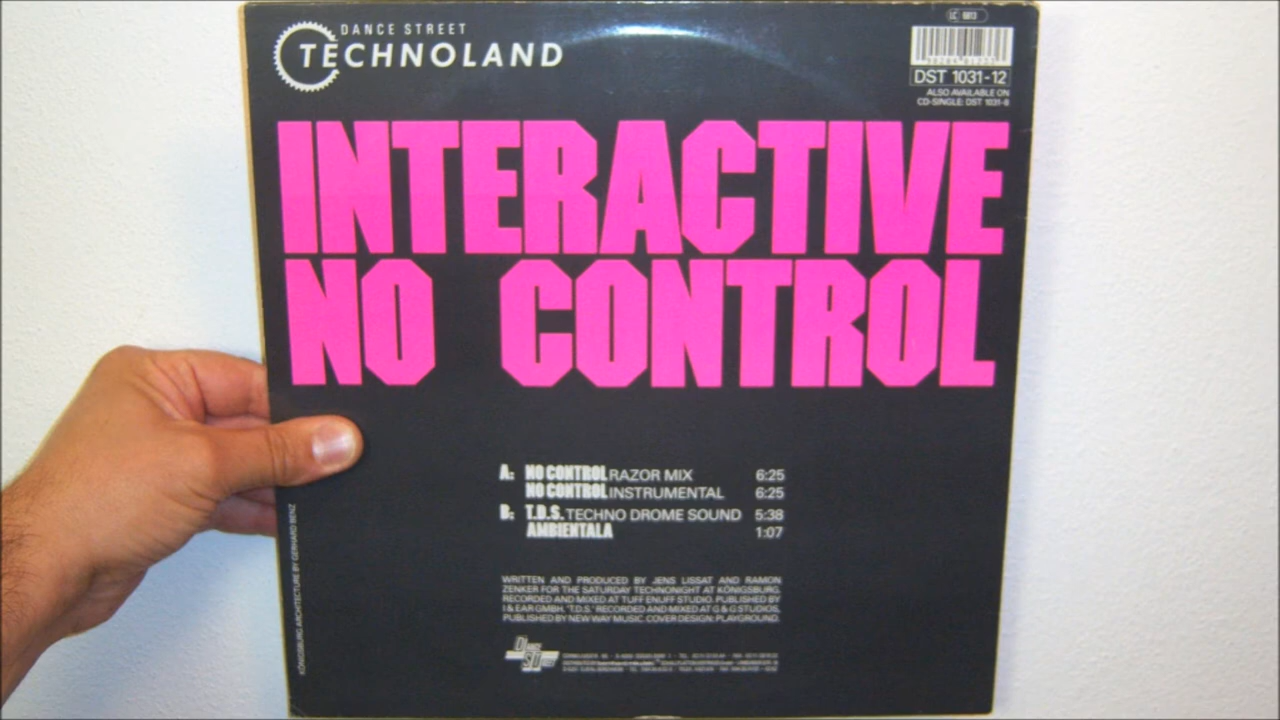 DANCE STREET
TECHNOLAND
LC 6813
DST 1031-12
ALSO AVAILABLE ON
CD-SINGLE: DST 1031-8
INTERACTIVE
NO CONTROL
A: NO CONTROL RAZOR MIX 6:25
NO CONTROL INSTRUMENTAL 6:25
B: T.D.S. TECHNO DROME SOUND 5:38
AMBIENTALA 1:07
WRITTEN AND PRODUCED BY JENS LISSAT AND RAMON
ZENKER FOR THE SATURDAY TECHNONIGHT AT KÖNIGSBURG.
RECORDED AND MIXED AT TUFF ENUFF STUDIO. PUBLISHED BY
I & EAR GMBH. "T.D.S." RECORDED AND MIXED AT G & G STUDIOS,
PUBLISHED BY NEW WAY MUSIC. COVER DESIGN: PLAYGROUND.
KÖNIGSBURG ARCHITECTURE BY GERHARD BENZ